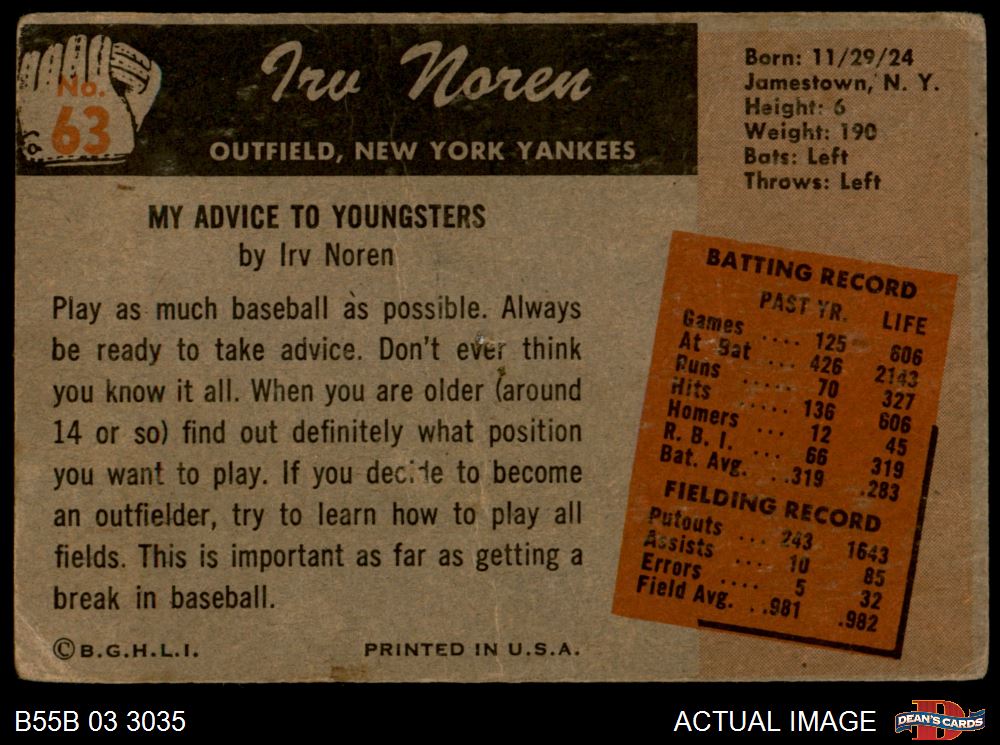 No.
63
Irv Noren
OUTFIELD, NEW YORK YANKEES
Born: 11/29/24
Jamestown, N. Y.
Height: 6
Weight: 190
Bats: Left
Throws: Left
MY ADVICE TO YOUNGSTERS
by Irv Noren
Play as much baseball as possible. Always
be ready to take advice. Don't ever think
you know it all. When you are older (around
14 or so) find out definitely what position
you want to play. If you decide to become
an outfielder, try to learn how to play all
fields. This is important as far as getting a
break in baseball.
©B.G.H.L.I.
PRINTED IN U.S.A.
BATTING RECORD
PAST YR. LIFE
Games .... 125 606
At Bat ... 426 2143
Runs ..... 70 327
Hits ..... 136 606
Homers ... 12 45
R. B. I. ... 66 319
Bat. Avg. ..319 .283
FIELDING RECORD
Putouts ... 243 1643
Assists ... 10 85
Errors .... 5 32
Field Avg. ..981 .982
B55B 03 3035
ACTUAL IMAGE
D
DEAN'S CARDS